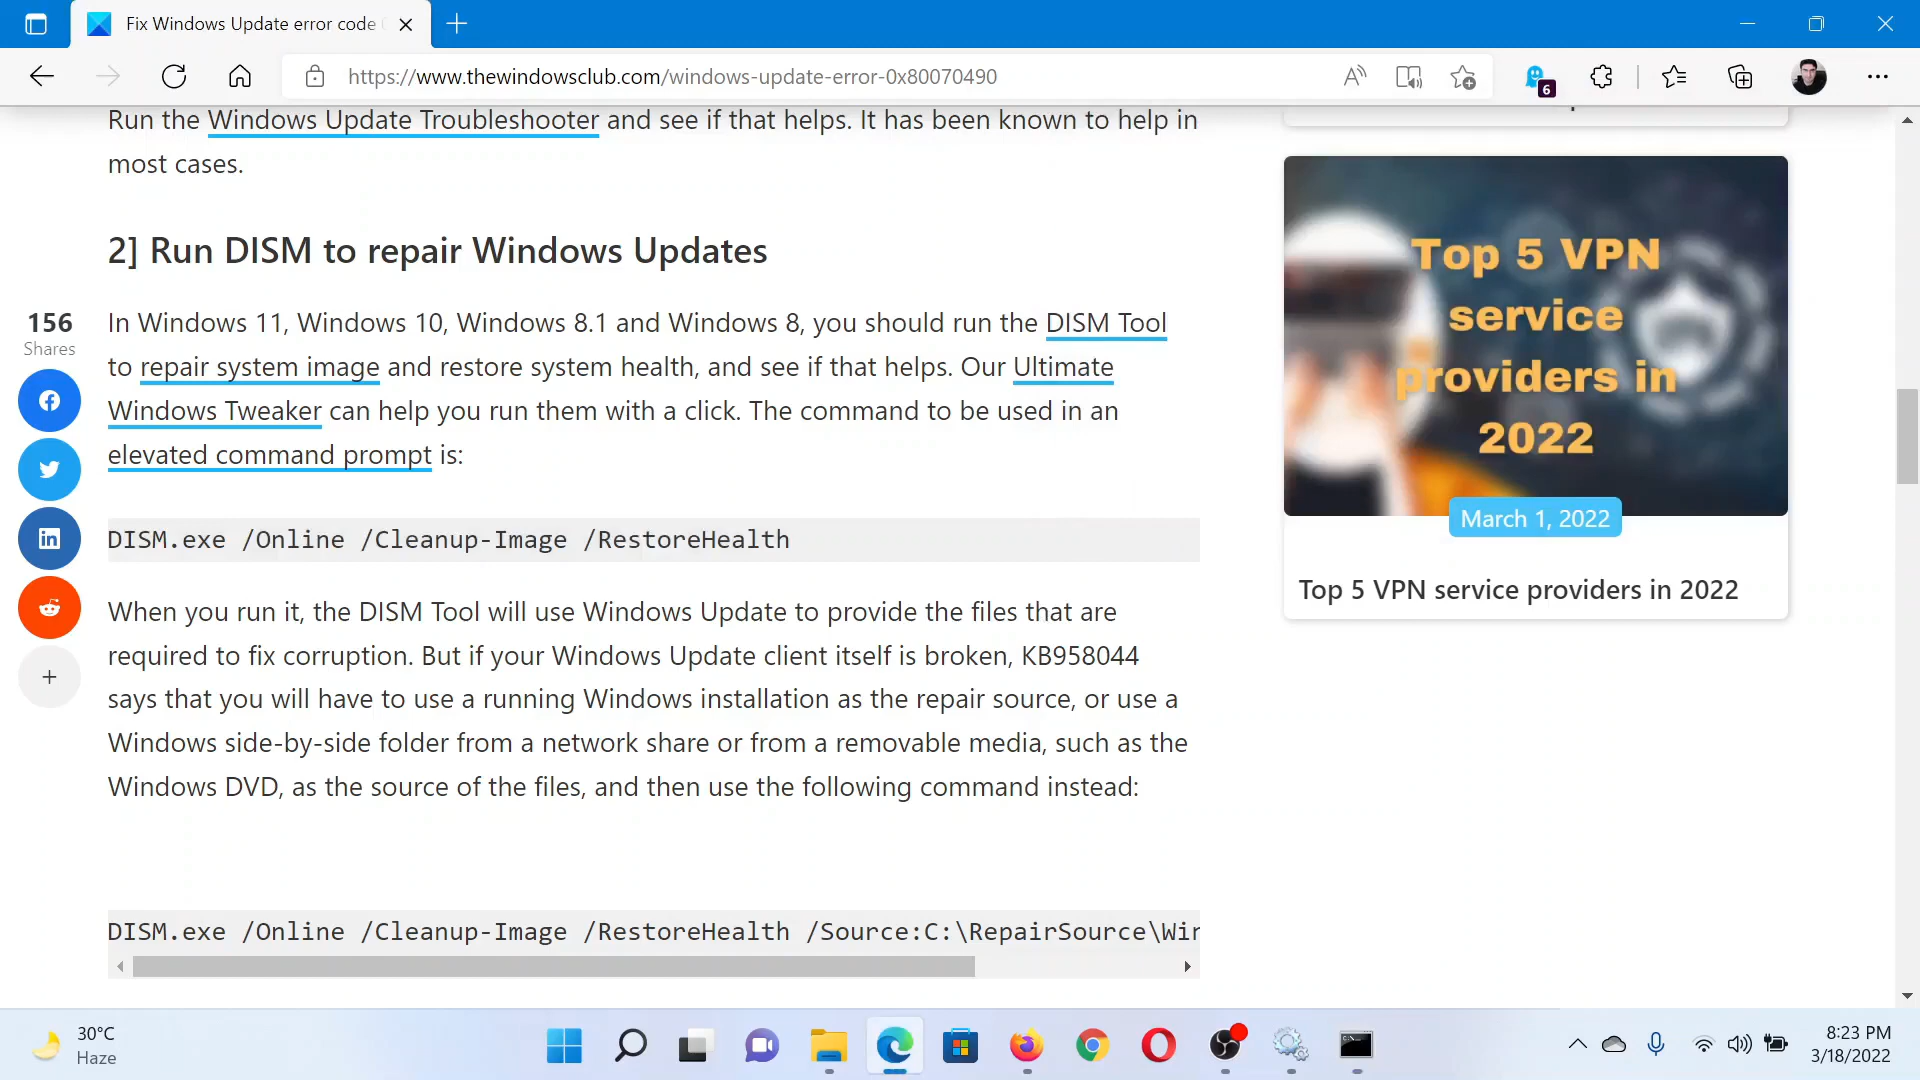 Fix Windows Update error code
https://www.thewindowsclub.com/windows-update-error-0x80070490
6
Run the Windows Update Troubleshooter and see if that helps. It has been known to help in
most cases.
2] Run DISM to repair Windows Updates
156
Shares
In Windows 11, Windows 10, Windows 8.1 and Windows 8, you should run the DISM Tool
to repair system image and restore system health, and see if that helps. Our Ultimate
Windows Tweaker can help you run them with a click. The command to be used in an
elevated command prompt is:
DISM.exe /Online /Cleanup-Image /RestoreHealth
When you run it, the DISM Tool will use Windows Update to provide the files that are
required to fix corruption. But if your Windows Update client itself is broken, KB958044
says that you will have to use a running Windows installation as the repair source, or use a
Windows side-by-side folder from a network share or from a removable media, such as the
Windows DVD, as the source of the files, and then use the following command instead:
DISM.exe /Online /Cleanup-Image /RestoreHealth /Source:C:\RepairSource\Win
Top 5 VPN
service
providers in
2022
March 1, 2022
Top 5 VPN service providers in 2022
30°C
Haze
8:23 PM
3/18/2022